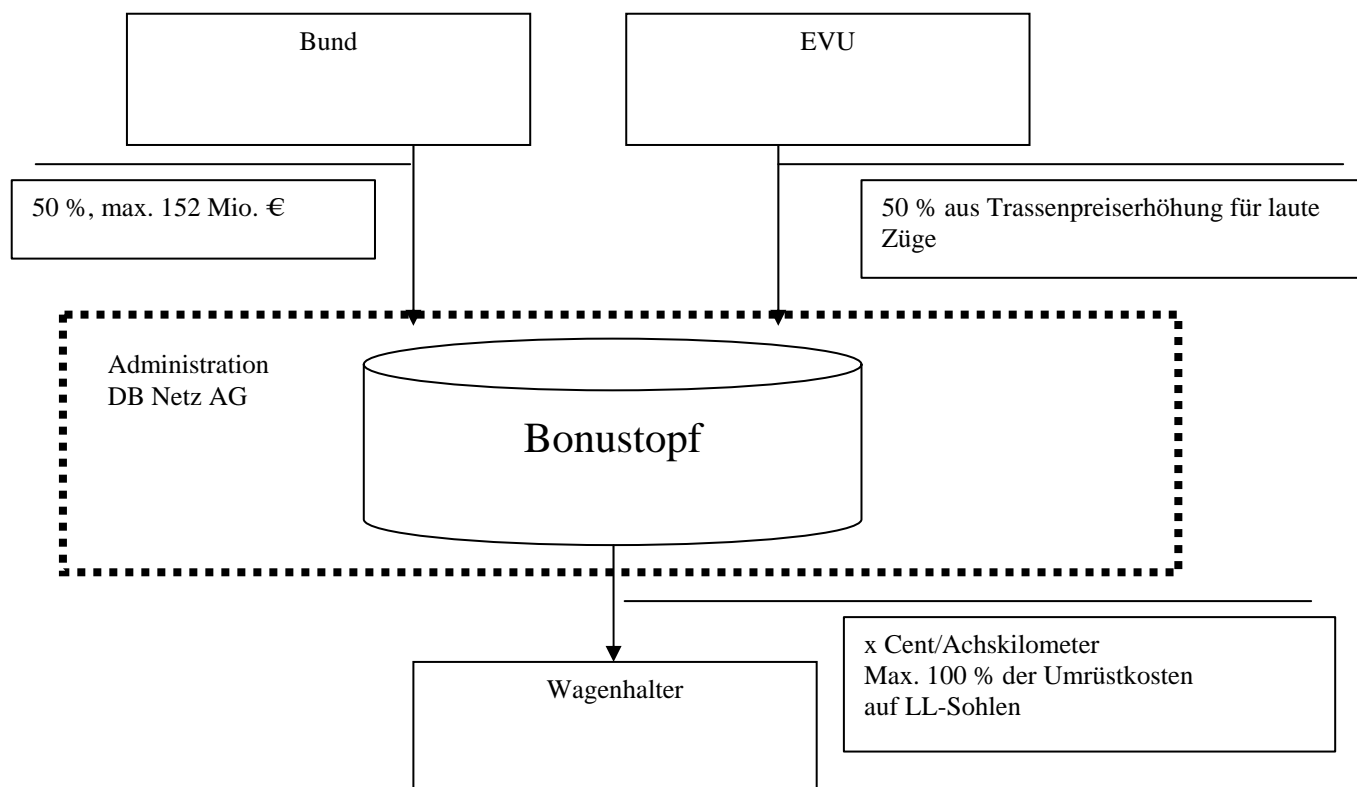 Bund
EVU
50 %, max. 152 Mio. €
50 % aus Trassenpreiserhöhung für laute
Züge
Administration
DB Netz AG
Bonustopf
x Cent/Achskilometer
Max. 100 % der Umrüstkosten
auf LL-Sohlen
Wagenhalter